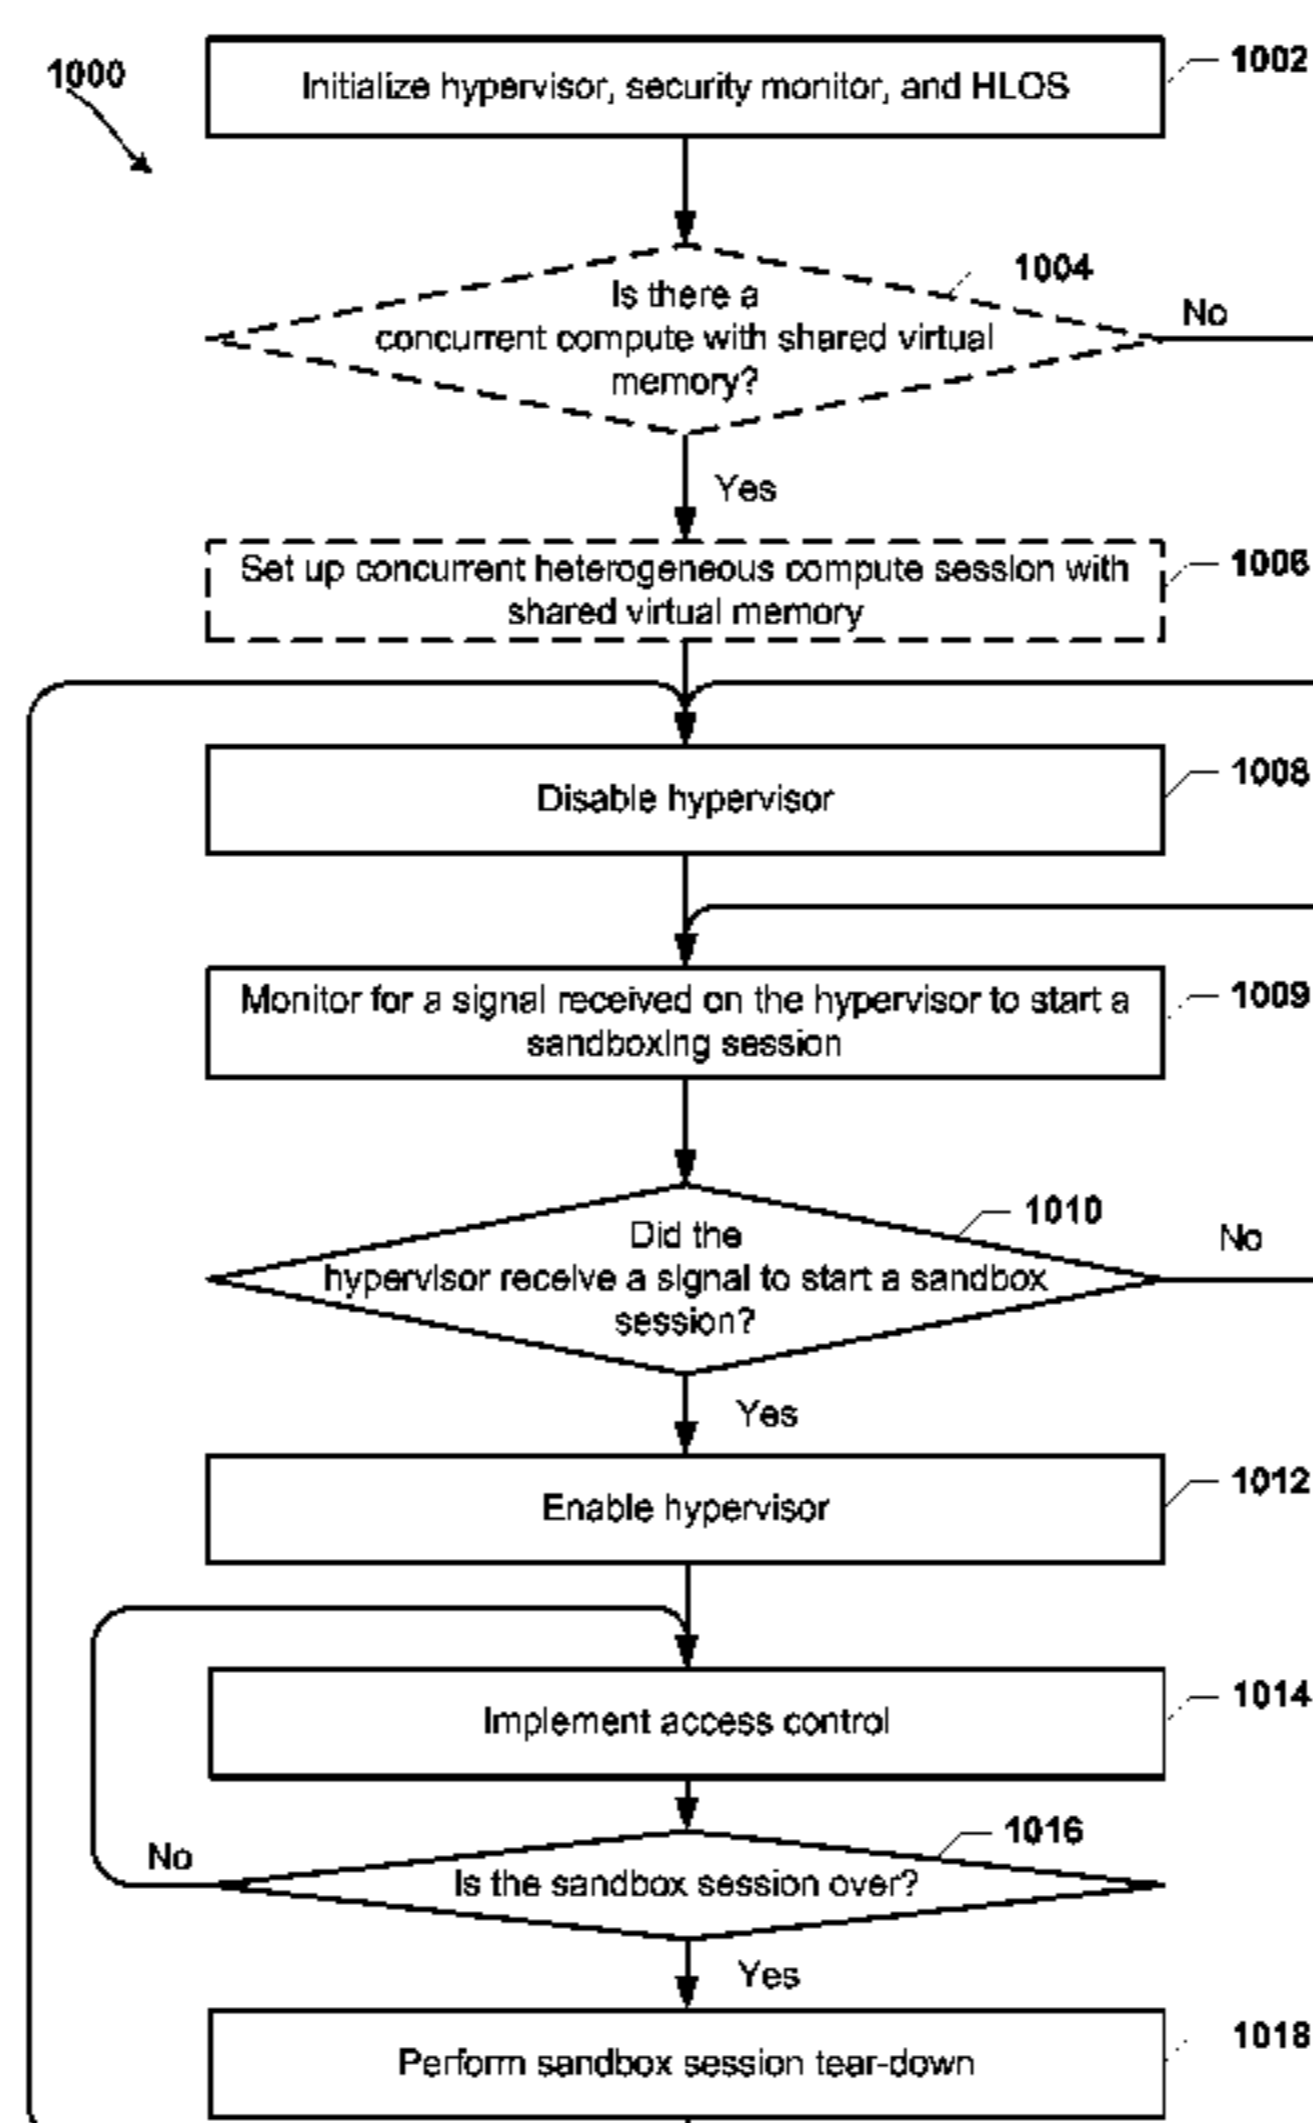 1000
Initialize hypervisor, security monitor, and HLOS
1002
1004
Is there a
concurrent compute with shared virtual
memory?
No
Yes
Set up concurrent heterogeneous compute session with
shared virtual memory
1006
Disable hypervisor
1008
Monitor for a signal received on the hypervisor to start a
sandboxing session
1009
1010
Did the
hypervisor receive a signal to start a sandbox
session?
No
Yes
Enable hypervisor
1012
Implement access control
1014
1016
No
Is the sandbox session over?
Yes
Perform sandbox session tear-down
1018